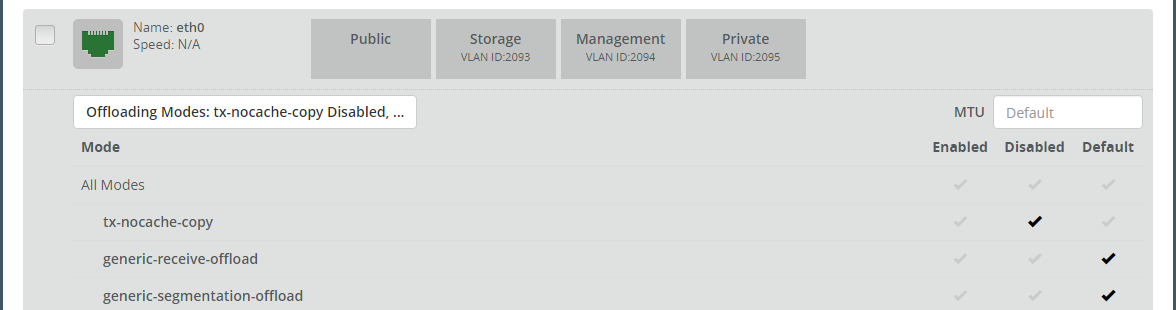 Name: eth0
Speed: N/A
Public
Storage
VLAN ID:2093
Management
VLAN ID:2094
Private
VLAN ID:2095
Offloading Modes: tx-nocache-copy Disabled, ...
MTU
Default
Mode
Enabled
Disabled
Default
All Modes
tx-nocache-copy
generic-receive-offload
generic-segmentation-offload